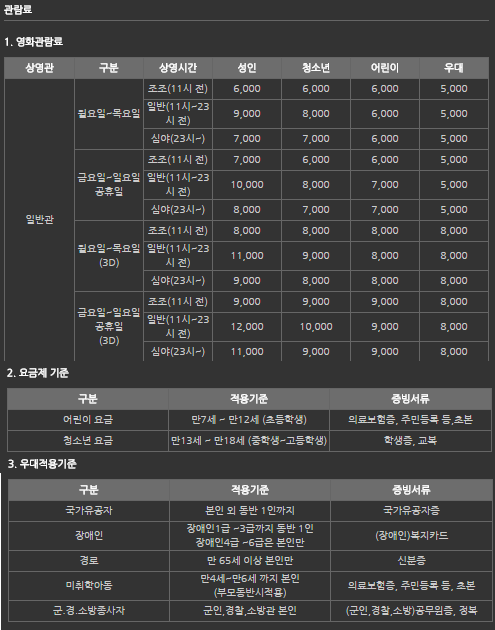 관람료
1. 영화관람료
상영관 구분 상영시간 성인 청소년 어린이 우대
일반관
월요일~목요일
조조(11시 전) 6,000 6,000 6,000 5,000
일반(11시~23시 전) 9,000 8,000 6,000 5,000
심야(23시~) 7,000 7,000 6,000 5,000
금요일~일요일
공휴일
조조(11시 전) 7,000 7,000 6,000 5,000
일반(11시~23시 전) 10,000 8,000 7,000 5,000
심야(23시~) 8,000 7,000 7,000 5,000
월요일~목요일
(3D)
조조(11시 전) 8,000 8,000 8,000 8,000
일반(11시~23시 전) 11,000 9,000 8,000 8,000
심야(23시~) 9,000 8,000 8,000 8,000
금요일~일요일
공휴일
(3D)
조조(11시 전) 9,000 9,000 9,000 8,000
일반(11시~23시 전) 12,000 10,000 9,000 8,000
심야(23시~) 11,000 9,000 9,000 8,000
2. 요금제 기준
구분 적용기준 증빙서류
어린이 요금 만7세 ~ 만12세 (초등학생) 의료보험증, 주민등록 등,초본
청소년 요금 만13세 ~ 만18세 (중학생~고등학생) 학생증, 교복
3. 우대적용기준
구분 적용기준 증빙서류
국가유공자 본인 외 동반 1인까지 국가유공자증
장애인 장애인1급 ~3급까지 동반 1인
장애인4급 ~6급은 본인만 (장애인)복지카드
경로 만 65세 이상 본인만 신분증
미취학아동 만4세~만6세 까지 본인
(부모동반시적용) 의료보험증, 주민등록 등, 초본
군.경.소방종사자 군인,경찰,소방관 본인 (군인,경찰,소방)공무원증, 정복